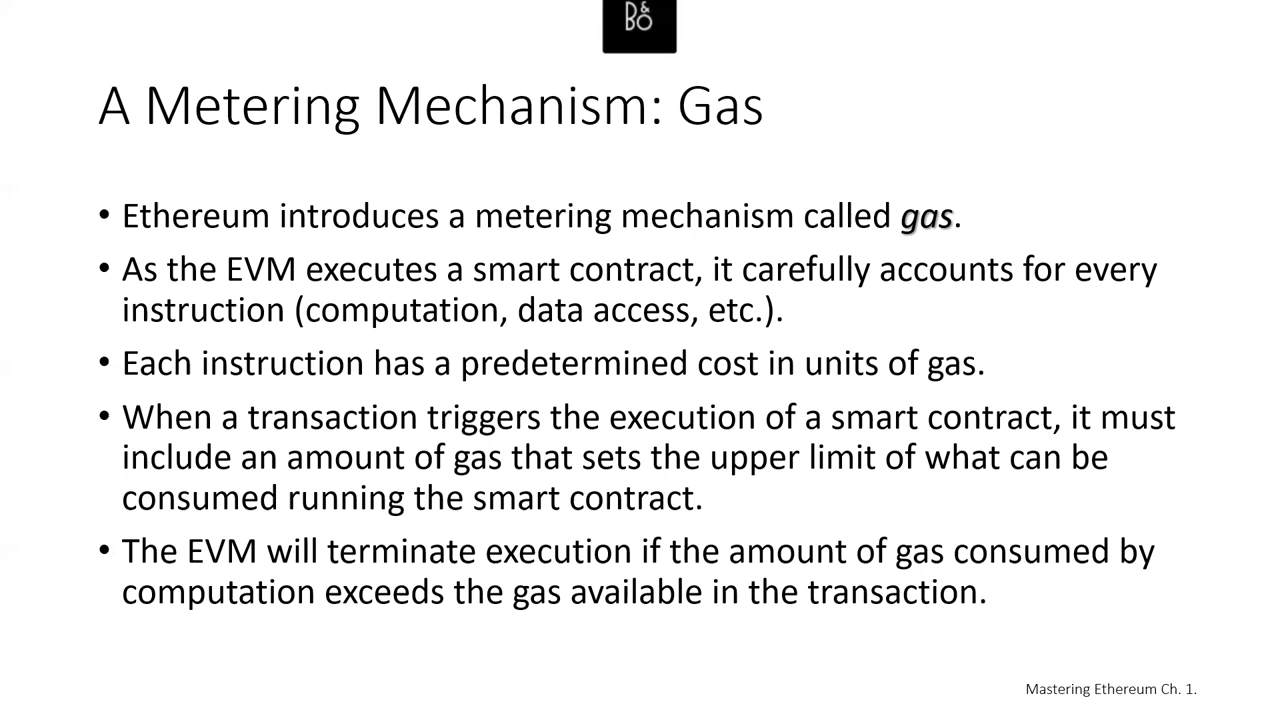 B&O
A Metering Mechanism: Gas
• Ethereum introduces a metering mechanism called gas.
• As the EVM executes a smart contract, it carefully accounts for every
instruction (computation, data access, etc.).
• Each instruction has a predetermined cost in units of gas.
• When a transaction triggers the execution of a smart contract, it must
include an amount of gas that sets the upper limit of what can be
consumed running the smart contract.
• The EVM will terminate execution if the amount of gas consumed by
computation exceeds the gas available in the transaction.
Mastering Ethereum Ch. 1.